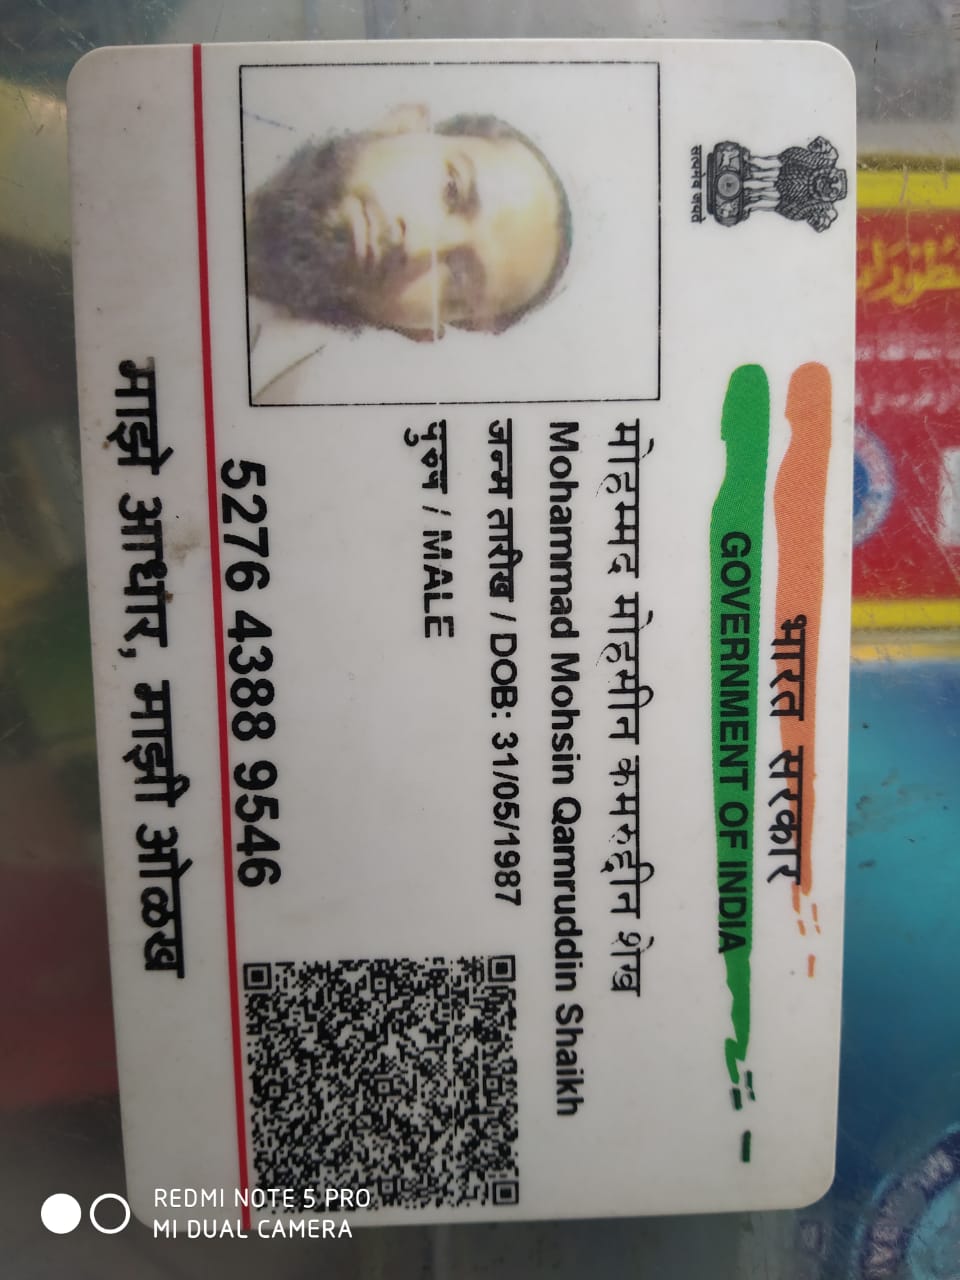 सत्यमेव जयते
भारत सरकार
GOVERNMENT OF INDIA
मोहम्मद मोहसीन कमरुद्दीन शेख
Mohammad Mohsin Qamruddin Shaikh
जन्म तारीख / DOB: 31/05/1987
पुरुष / MALE
5276 4388 9546
माझे आधार, माझी ओळख
REDMI NOTE 5 PRO
MI DUAL CAMERA